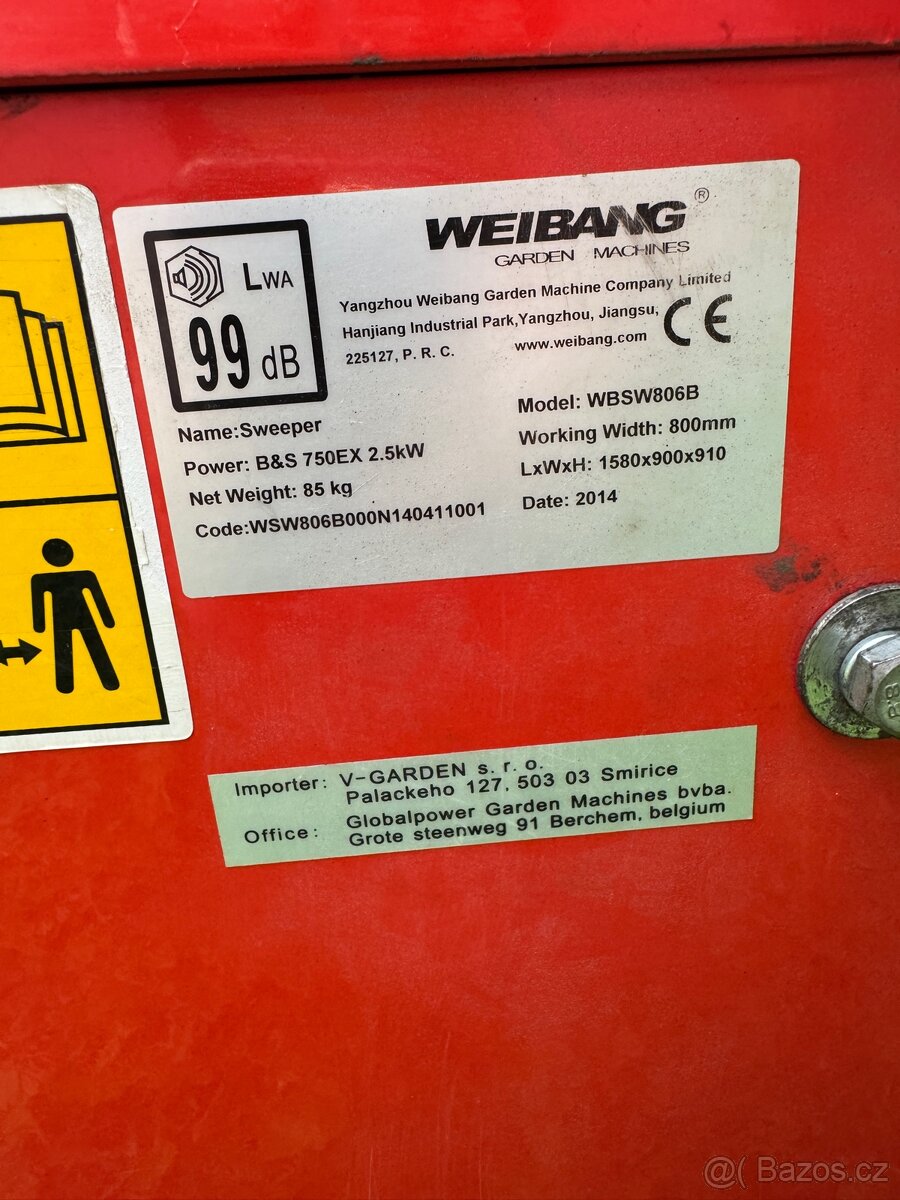 WEIBANG ®
GARDEN MACHINES
LWA
99 dB
Yangzhou Weibang Garden Machine Company Limited
Hanjiang Industrial Park,Yangzhou, Jiangsu,
225127, P. R. C.
www.weibang.com
CE
Name:Sweeper
Power: B&S 750EX 2.5kW
Net Weight: 85 kg
Code:WSW806B000N140411001
Model: WBSW806B
Working Width: 800mm
LxWxH: 1580x900x910
Date: 2014
Importer: V-GARDEN s. r. o.
Palackeho 127, 503 03 Smirice
Office: Globalpower Garden Machines bvba.
Grote steenweg 91 Berchem, belgium
@( Bazos.cz